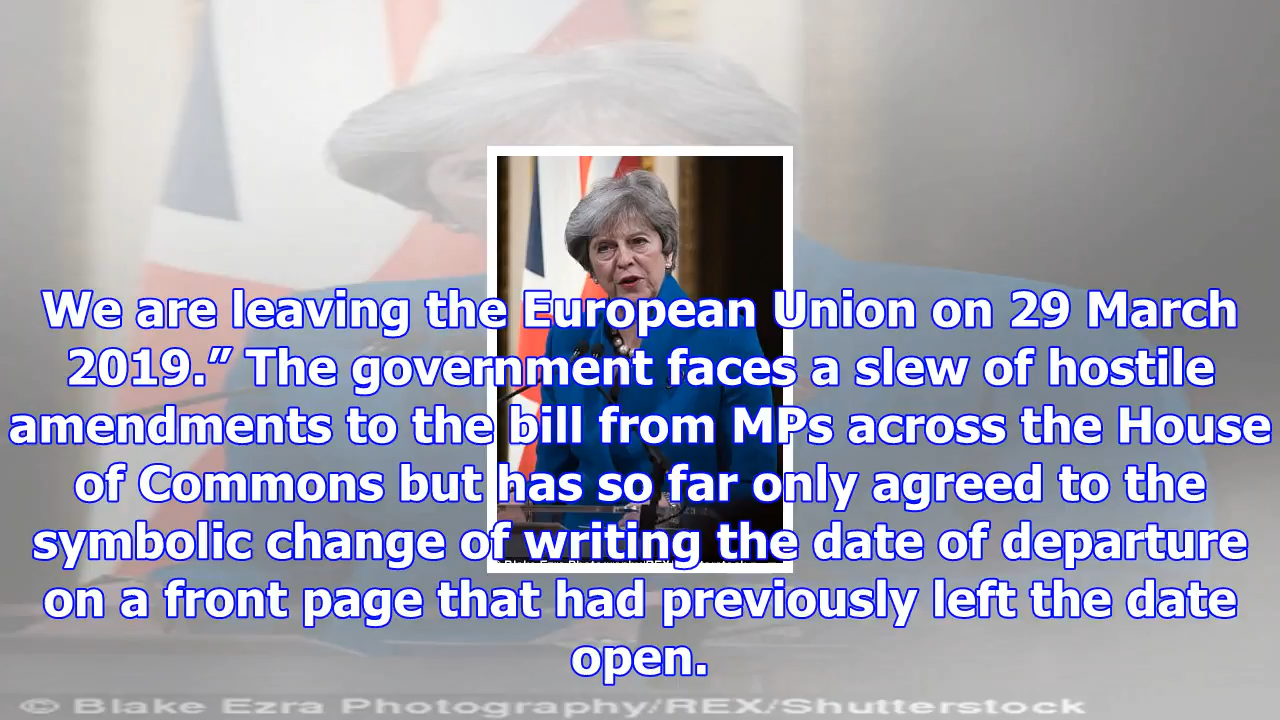 We are leaving the European Union on 29 March
2019.” The government faces a slew of hostile
amendments to the bill from MPs across the House
of Commons but has so far only agreed to the
symbolic change of writing the date of departure
on a front page that had previously left the date
open.
© Blake Ezra Photography/REX/Shutterstock